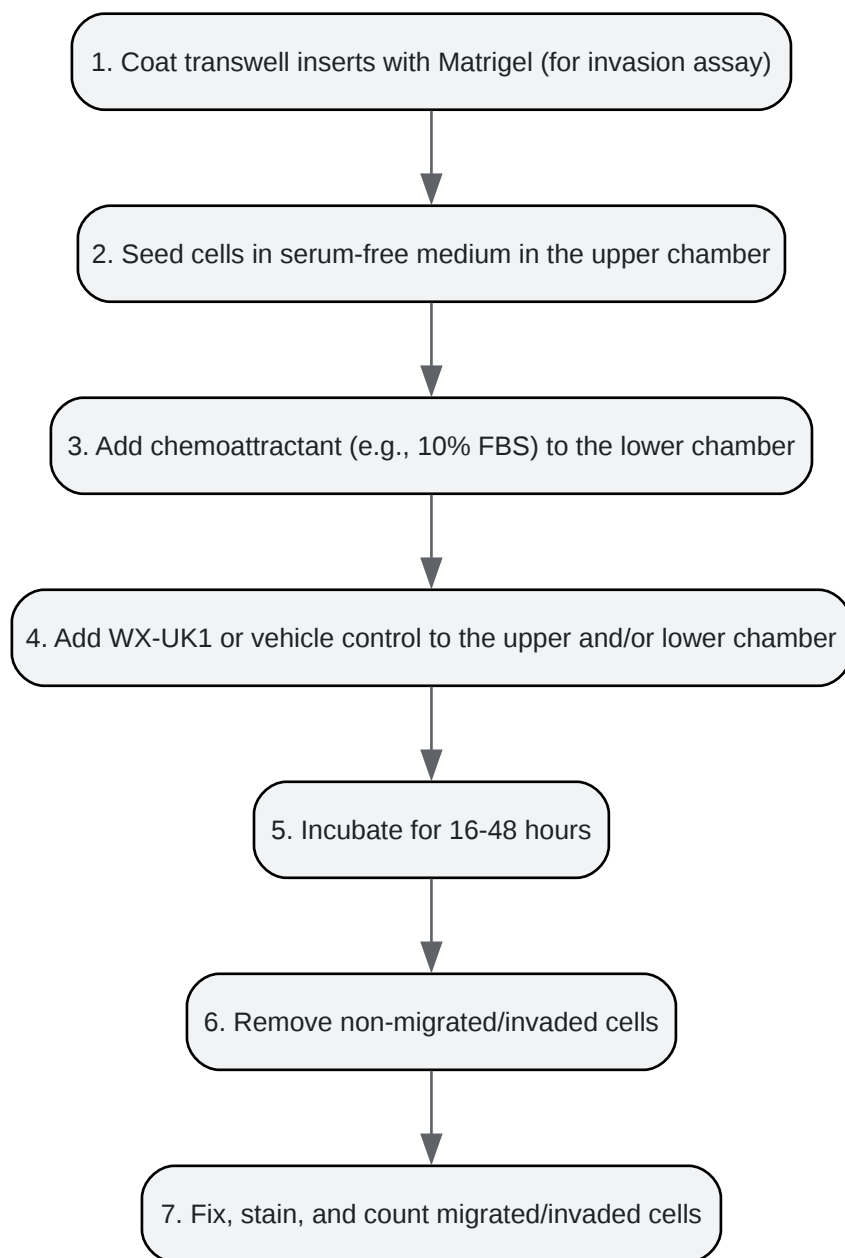 1. Coat transwell inserts with Matrigel (for invasion assay)
2. Seed cells in serum-free medium in the upper chamber
3. Add chemoattractant (e.g., 10% FBS) to the lower chamber
4. Add WX-UK1 or vehicle control to the upper and/or lower chamber
5. Incubate for 16-48 hours
6. Remove non-migrated/invaded cells
7. Fix, stain, and count migrated/invaded cells